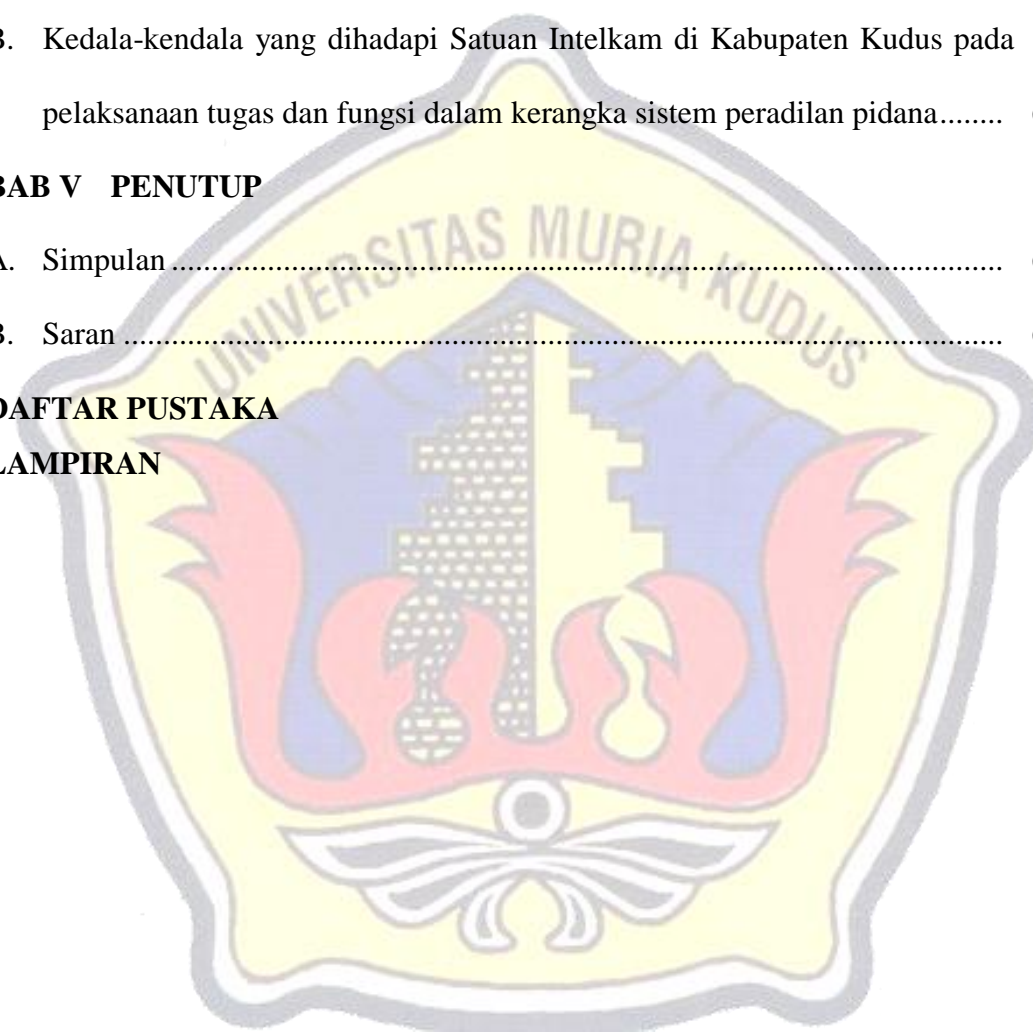 B. Kedala-kendala yang dihadapi Satuan Intelkam di Kabupaten Kudus pada
pelaksanaan tugas dan fungsi dalam kerangka sistem peradilan pidana........
BAB V PENUTUP
A. Simpulan ........................................................................................................
B. Saran ..............................................................................................................
DAFTAR PUSTAKA
LAMPIRAN
UNIVERSITAS MURIA KUDUS